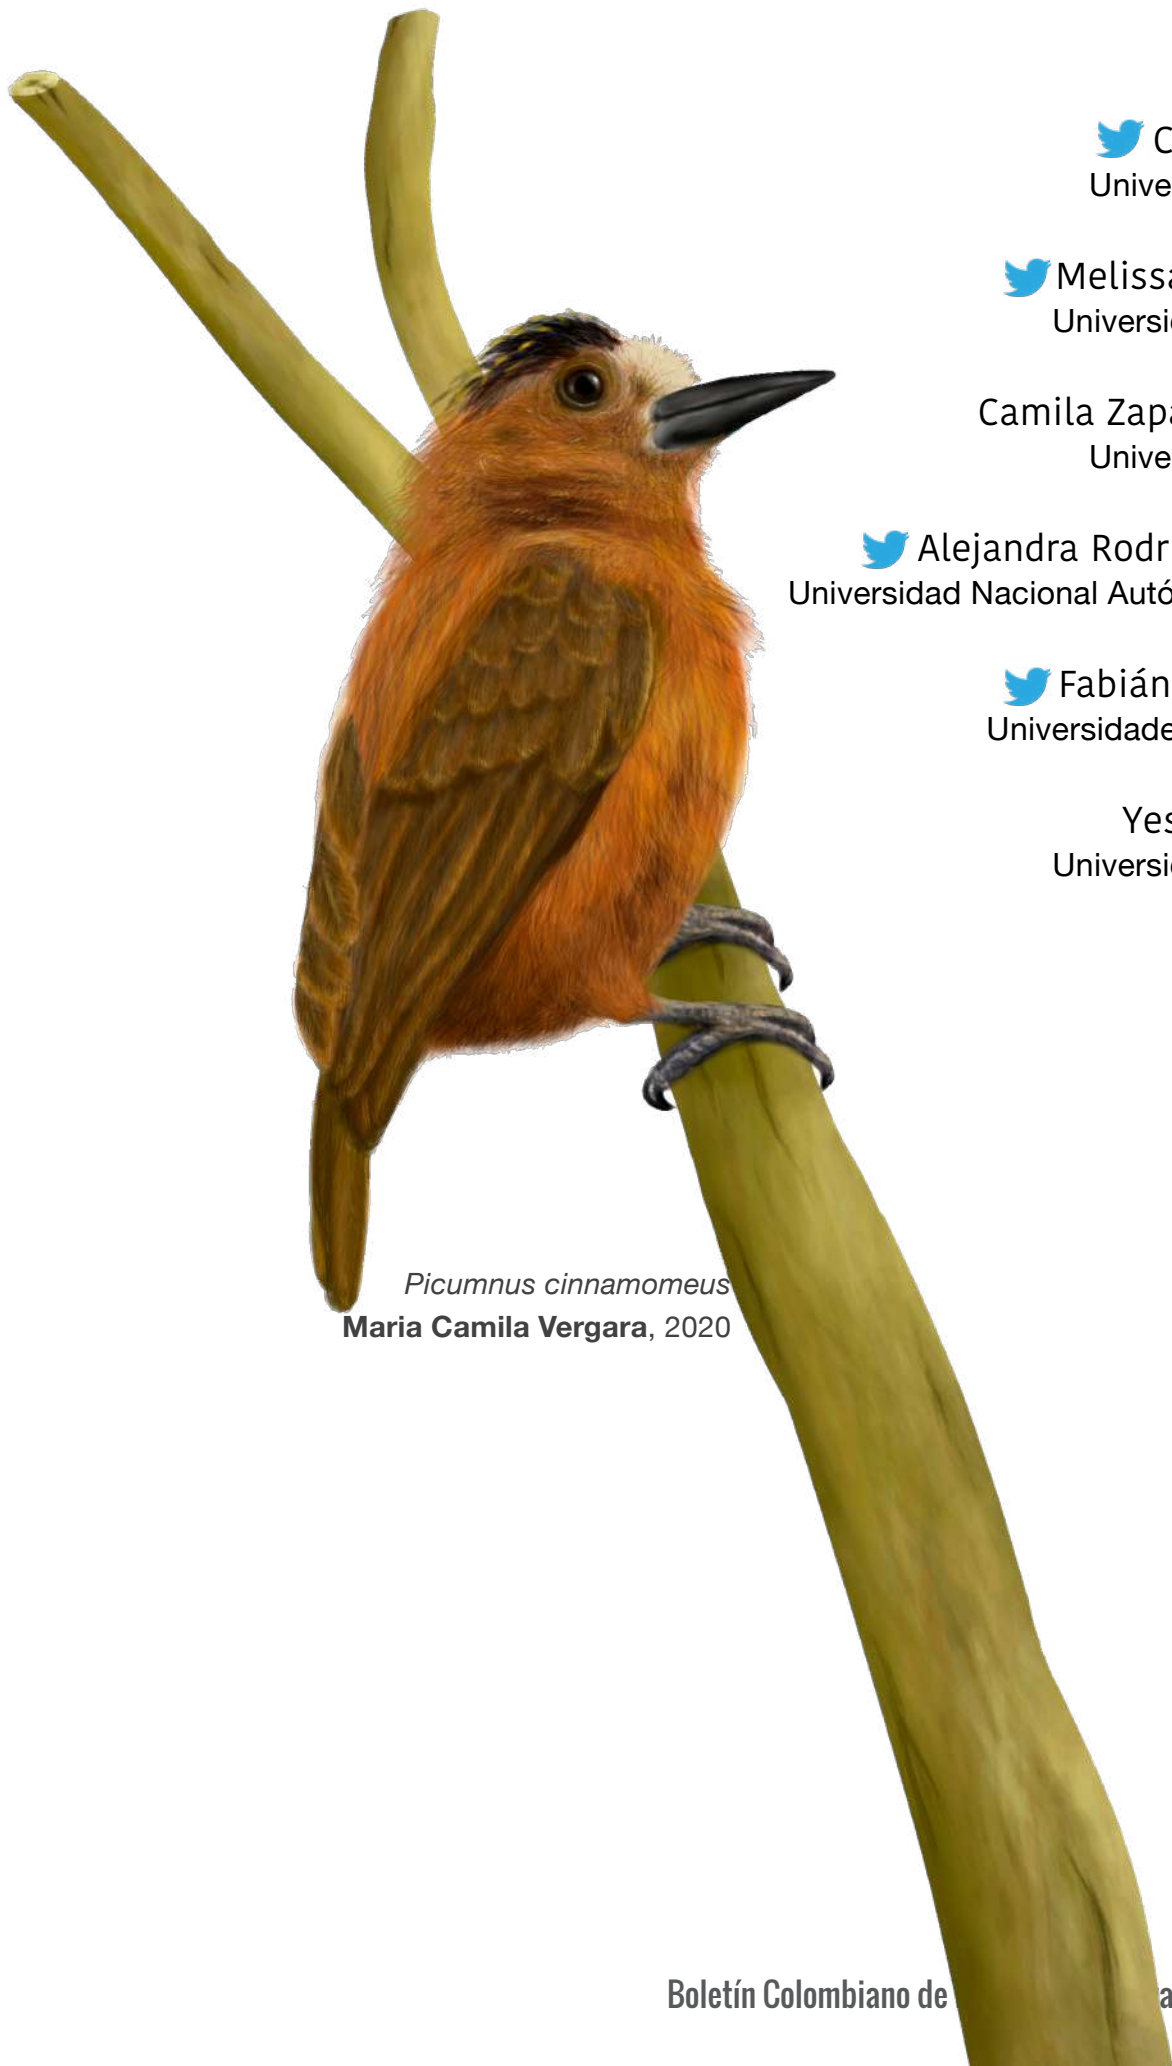 C
Unive
Melissa
Universi
Camila Zapa
Unive
Alejandra Rodr
Universidad Nacional Autó
Fabián
Universidade
Yes
Universi
Picumnus cinnamomeus
Maria Camila Vergara, 2020
Boletín Colombiano de